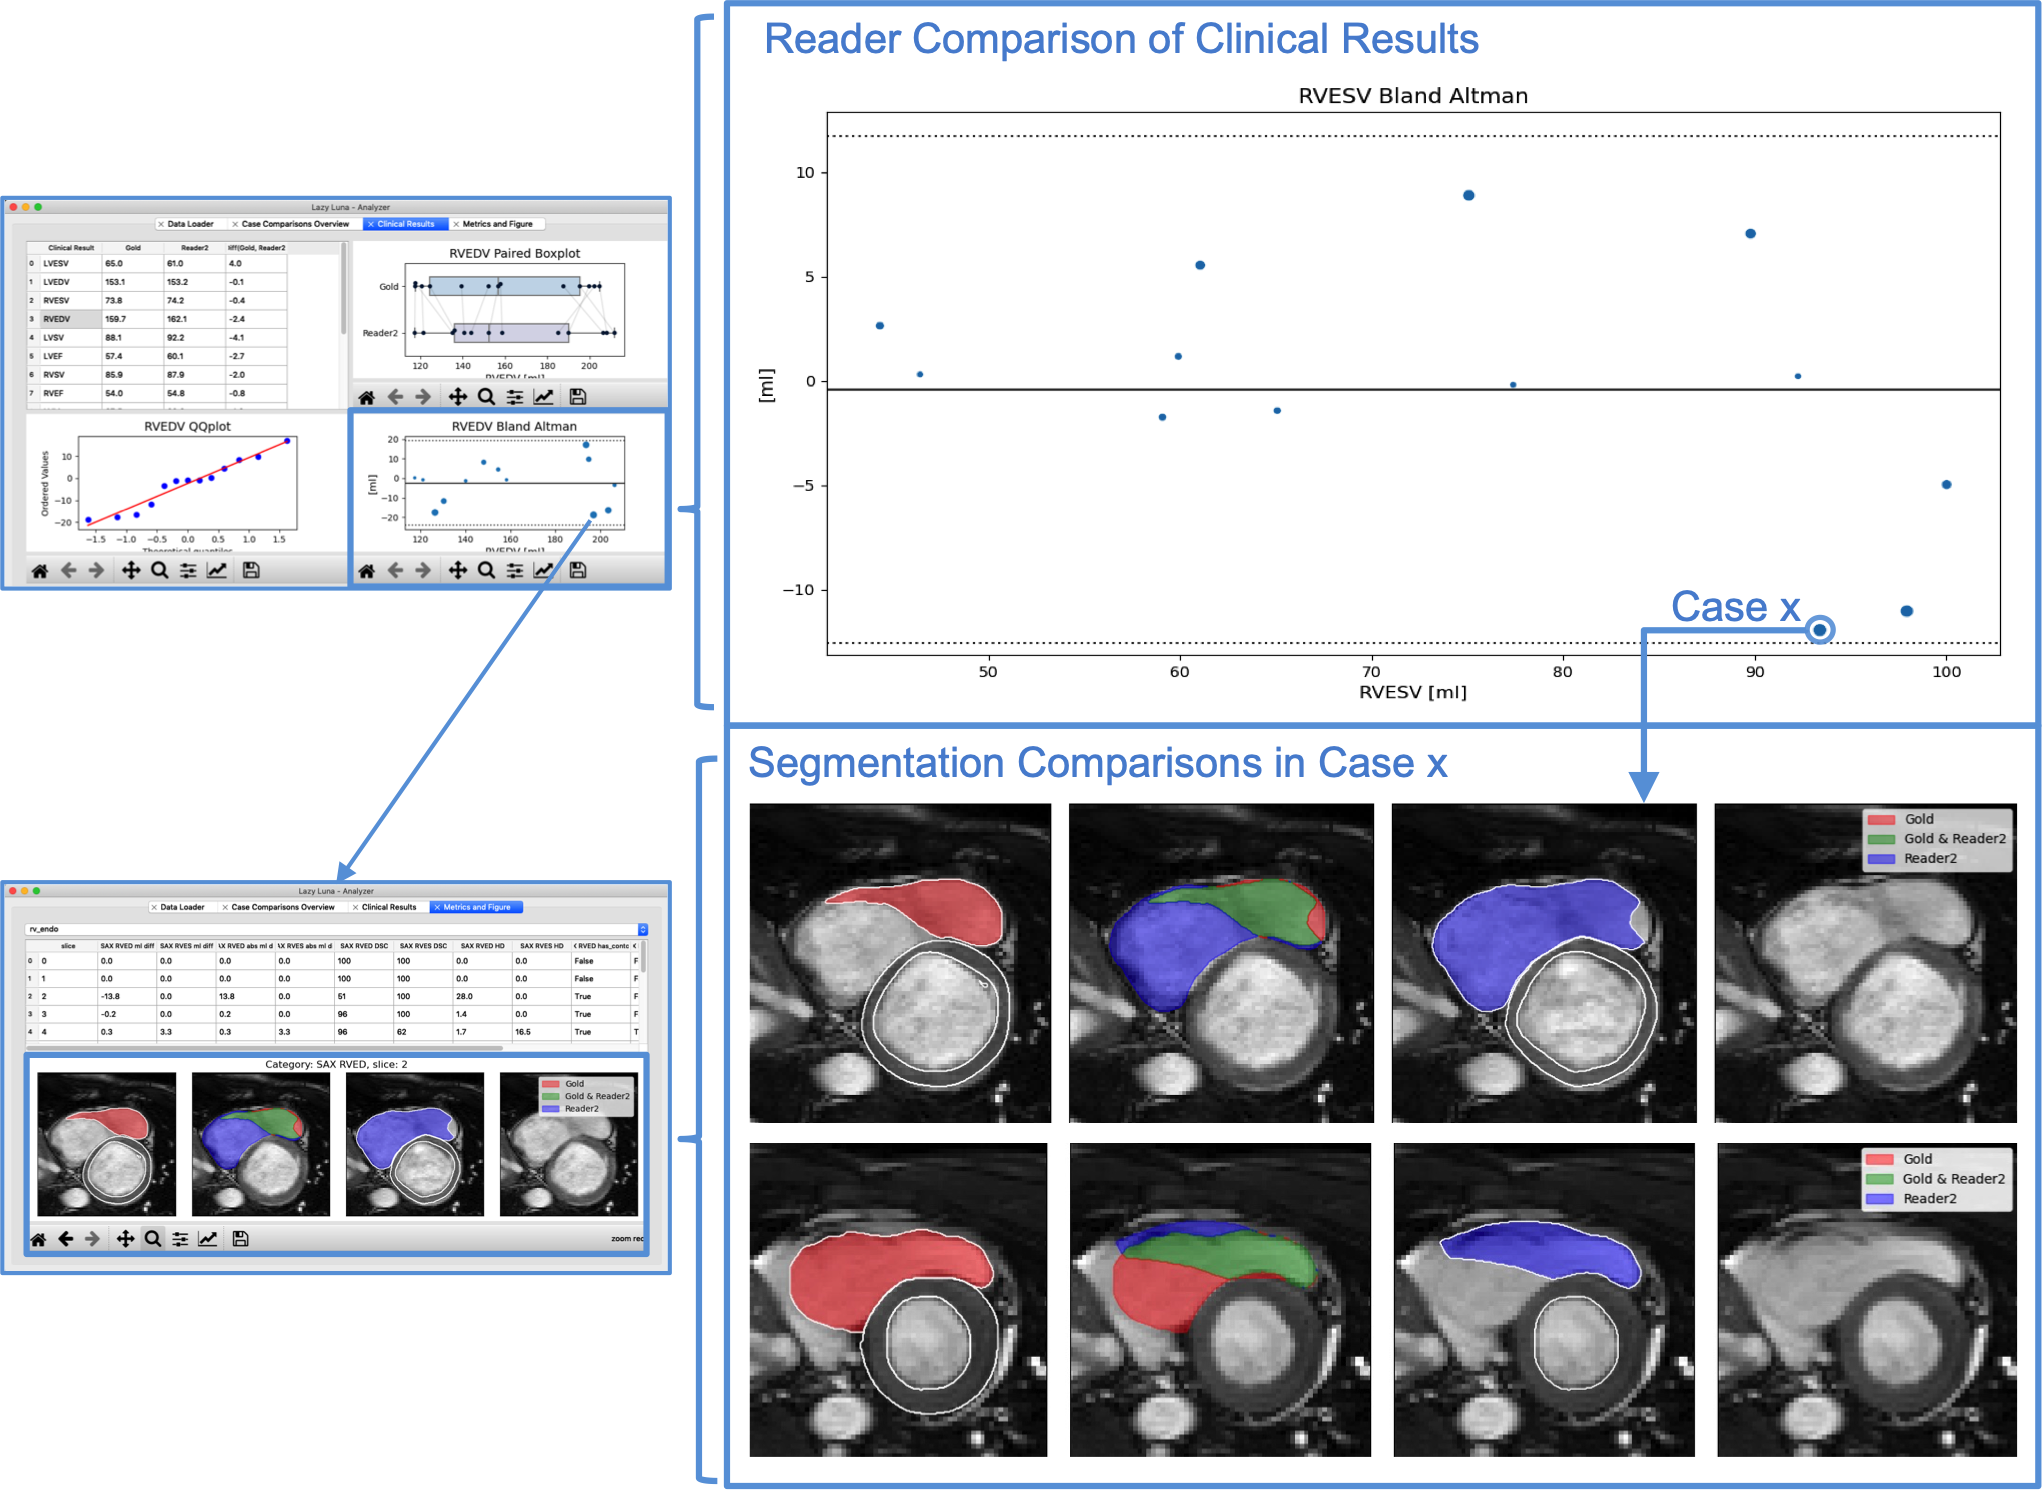 Reader Comparison of Clinical Results
RVESV Bland Altman
[ml]
10
5
0
−5
−10
50 60 70 80 90 100
RVESV [ml]
Case x
Lazy Luna - Analyzer
× Data Loader × Case Comparisons Overview × Clinical Results × Metrics and Figure
Clinical Result Gold Reader2 liff(Gold, Reader2
0 LVESV 65.0 61.0 4.0
1 LVEDV 153.1 153.2 -0.1
2 RVESV 73.8 74.2 -0.4
3 RVEDV 159.7 162.1 -2.4
4 LVSV 88.1 92.2 -4.1
5 LVEF 57.4 60.1 -2.7
6 RVSV 85.9 87.9 -2.0
7 RVEF 54.0 54.8 -0.8
RVEDV Paired Boxplot
Gold
Reader2
120 140 160 180 200
RVEDV [ml]
RVEDV QQplot
Ordered Values
10
0
−10
−20
−1.5 −1.0 −0.5 0.0 0.5 1.0 1.5
Theoretical quantiles
RVEDV Bland Altman
[ml]
20
10
0
−10
−20
120 140 160 180 200
RVEDV [ml]
Segmentation Comparisons in Case x
Gold
Gold & Reader2
Reader2
Gold
Gold & Reader2
Reader2
Lazy Luna - Analyzer
× Data Loader × Case Comparisons Overview × Clinical Results × Metrics and Figure
rv_endo
slice SAX RVED ml diff SAX RVES ml diff \X RVED abs ml d \X RVES abs ml d SAX RVED DSC SAX RVES DSC SAX RVED HD SAX RVES HD RVED has_contc
0 0 0.0 0.0 0.0 0.0 100 100 0.0 0.0 False F
1 1 0.0 0.0 0.0 0.0 100 100 0.0 0.0 False F
2 2 -13.8 0.0 13.8 0.0 51 100 28.0 0.0 True F
3 3 -0.2 0.0 0.2 0.0 96 100 1.4 0.0 True F
4 4 0.3 3.3 0.3 3.3 96 62 1.7 16.5 True T
Category: SAX RVED, slice: 2
Gold
Gold & Reader2
Reader2
zoom rec